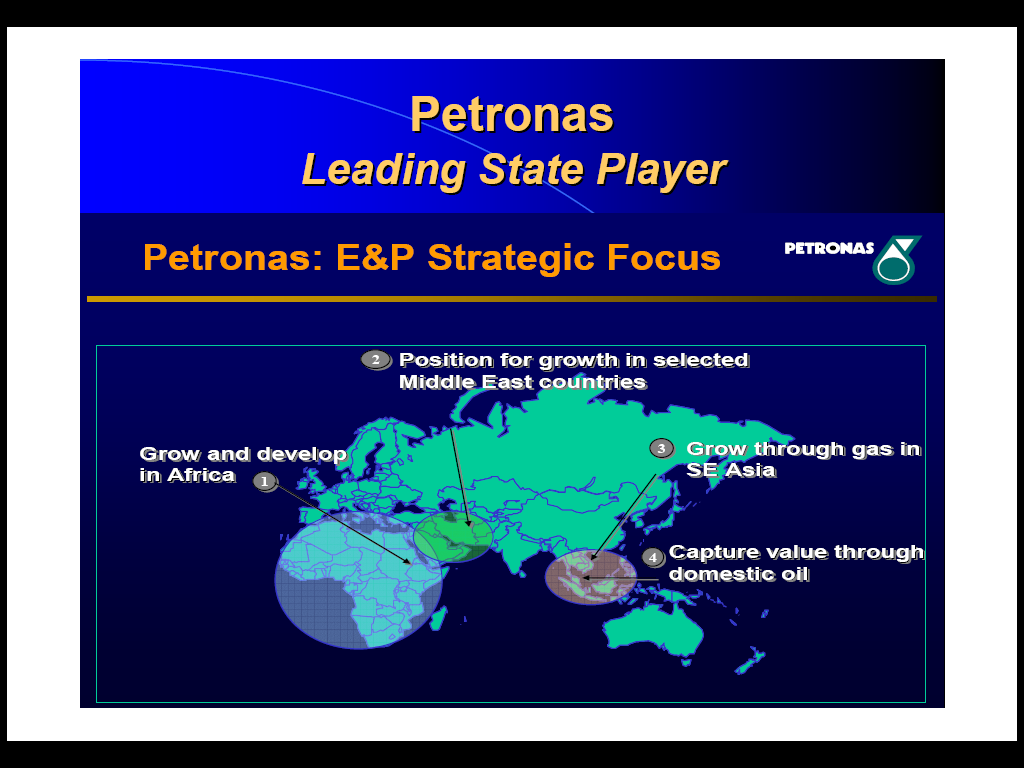 Petronas
Leading State Player
Petronas: E&P Strategic Focus
PETRONAS
2 Position for growth in selected
Middle East countries
Grow and develop
in Africa 1
3 Grow through gas in
SE Asia
4 Capture value through
domestic oil